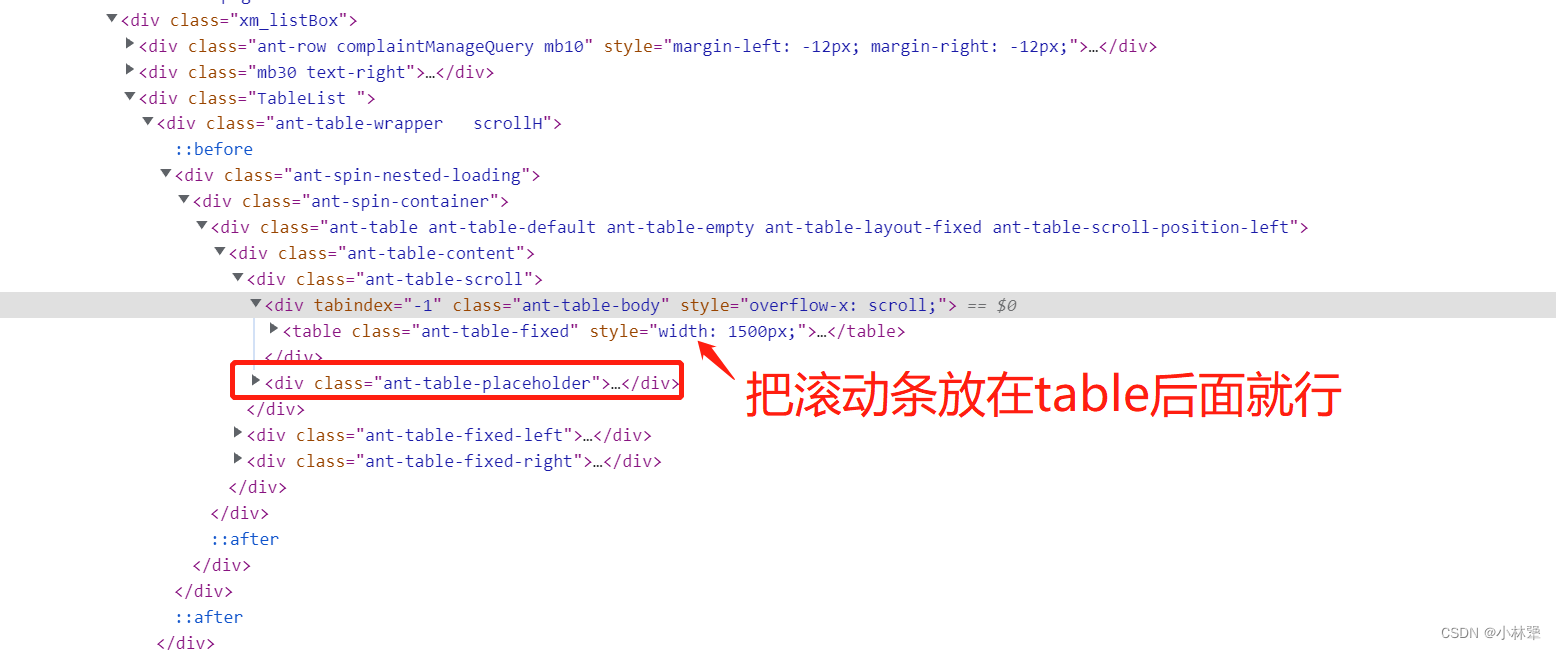 <div class="xm_listBox">
<div class="ant-row complaintManageQuery mb10" style="margin-left: -12px; margin-right: -12px;">…</div>
<div class="mb30 text-right">…</div>
<div class="TableList ">
<div class="ant-table-wrapper   scrollH">
::before
<div class="ant-spin-nested-loading">
<div class="ant-spin-container">
<div class="ant-table ant-table-default ant-table-empty ant-table-layout-fixed ant-table-scroll-position-left">
<div class="ant-table-content">
<div class="ant-table-scroll">
<div tabindex="-1" class="ant-table-body" style="overflow-x: scroll;"> == $0
<table class="ant-table-fixed" style="width: 1500px;">…</table>
</div>
<div class="ant-table-placeholder">…</div>
把滚动条放在table后面就行
</div>
<div class="ant-table-fixed-left">…</div>
<div class="ant-table-fixed-right">…</div>
</div>
</div>
::after
</div>
</div>
::after
</div>
CSDN @小林犟